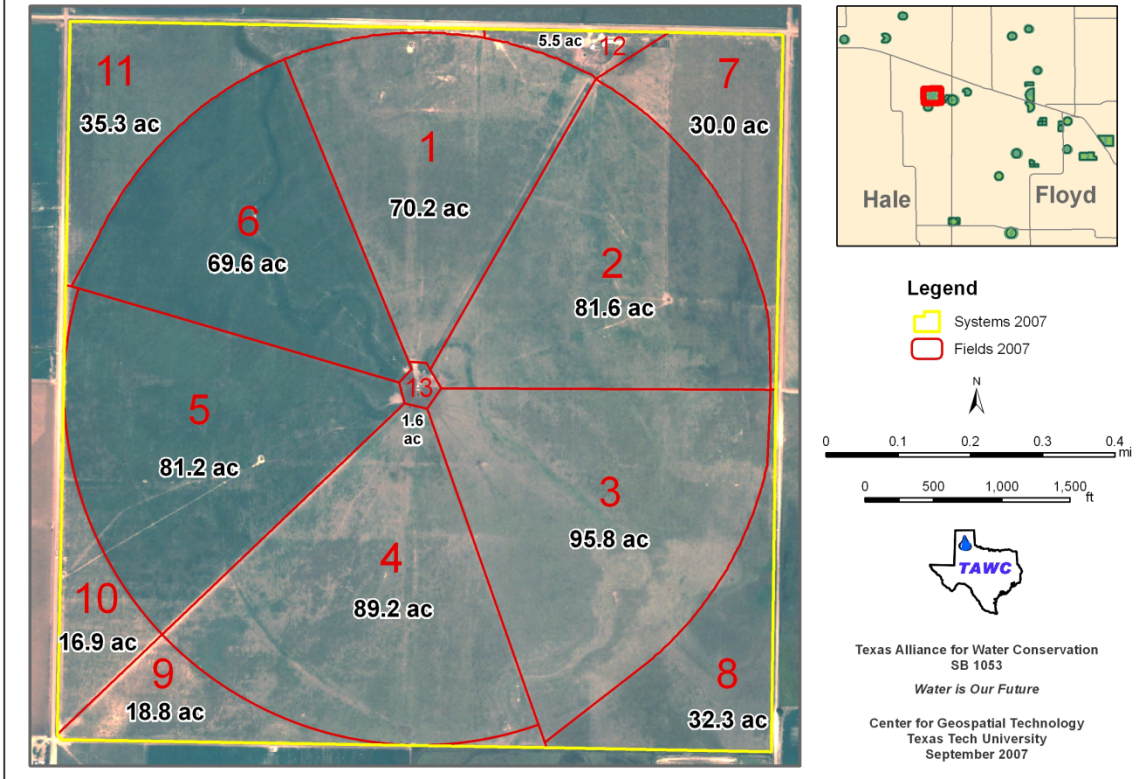 11
35.3 ac
5.5 ac
12
7
30.0 ac
1
70.2 ac
6
69.6 ac
2
81.6 ac
13
1.6
ac
5
81.2 ac
3
95.8 ac
4
89.2 ac
10
16.9 ac
9
18.8 ac
8
32.3 ac
Hale
Floyd
Legend
Systems 2007
Fields 2007
N
0 0.1 0.2 0.3 0.4
mi
0 500 1,000 1,500
ft
TAWC
Texas Alliance for Water Conservation
SB 1053
Water is Our Future
Center for Geospatial Technology
Texas Tech University
September 2007